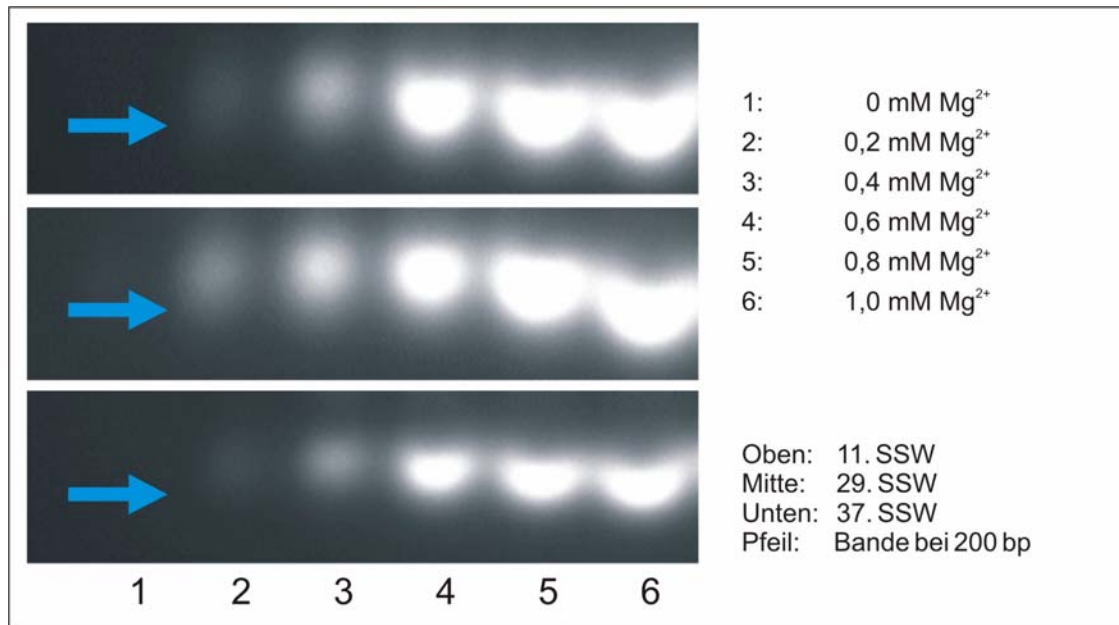 1: 0 mM Mg²⁺
2: 0,2 mM Mg²⁺
3: 0,4 mM Mg²⁺
4: 0,6 mM Mg²⁺
5: 0,8 mM Mg²⁺
6: 1,0 mM Mg²⁺
Oben: 11. SSW
Mitte: 29. SSW
Unten: 37. SSW
Pfeil: Bande bei 200 bp
1 2 3 4 5 6